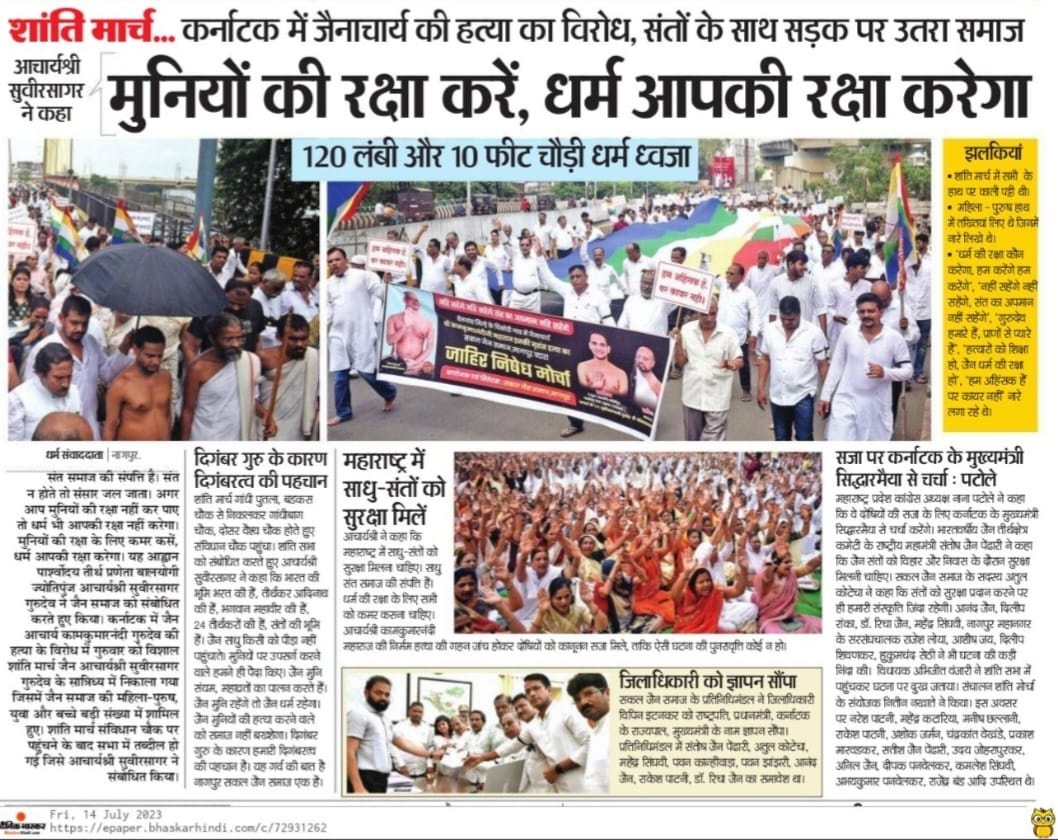 शांति मार्च... कर्नाटक में जैनाचार्य की हत्या का विरोध, संतों के साथ सड़क पर उतरा समाज
आचार्यश्री
सुवीरसागर
ने कहा
मुनियों की रक्षा करें, धर्म आपकी रक्षा करेगा
120 लंबी और 10 फीट चौड़ी धर्म ध्वजा
हम अहिंसक है,
पर कायर नहीं।
हम अहिंसक है,
पर कायर नहीं।
नहीं सहेंगे नहीं सहेंगे संत का अपमान नहीं सहेंगे.
जाहिर निषेध मोर्चा
झलकियां
▪ शांति मार्च में सभी के
हाथ पर काली पट्टी थी।
▪ महिला - पुरुष हाथ
में तख्तियां लिए थे जिनमें
नारे लिखे थे।
▪ 'धर्म की रक्षा कौन
करेगा, हम करेंगे हम
करेंगे', 'नहीं सहेंगे नहीं
सहेंगे, संत का अपमान
नहीं सहेंगे', 'गुरुदेव
हमारे हैं, प्राणों से प्यारे
हैं', 'हत्यारों को शिक्षा
हो, जैन धर्म की रक्षा
हो', 'हम अहिंसक हैं
पर कायर नहीं' नारे
लगा रहे थे।
धर्म संवाददाता | नागपुर.
संत समाज की संपत्ति है। संत
न होते तो संसार जल जाता। अगर
आप मुनियों की रक्षा नहीं कर पाए
तो धर्म भी आपकी रक्षा नहीं करेगा।
मुनियों की रक्षा के लिए कमर कसें,
धर्म आपकी रक्षा करेगा। यह आह्वान
पार्श्वोदय तीर्थ प्रणेता बालयोगी
ज्योतिपुंज आचार्यश्री सुवीरसागर
गुरुदेव ने जैन समाज को संबोधित
करते हुए किया। कर्नाटक में जैन
आचार्य कामकुमारनंदी गुरुदेव की
हत्या के विरोध में गुरुवार को विशाल
शांति मार्च जैन आचार्यश्री सुवीरसागर
गुरुदेव के सान्निध्य में निकाला गया
जिसमें जैन समाज की महिला-पुरुष,
युवा और बच्चे बड़ी संख्या में शामिल
हुए। शांति मार्च संविधान चौक पर
पहुंचने के बाद सभा में तब्दील हो
गई जिसे आचार्यश्री सुवीरसागर ने
संबोधित किया।
दिगंबर गुरु के कारण
दिगंबरत्व की पहचान
शांति मार्च गांधी पुतला, बडकस
चौक से निकलकर गांधीबाग
चौक, दोसर वैश्य चौक होते हुए
संविधान चौक पहुंचा। शांति सभा
को संबोधित करते हुए आचार्यश्री
सुवीरसागर ने कहा कि भारत की
भूमि भरत की है, तीर्थंकर आदिनाथ
की हैं, भगवान महावीर की हैं,
24 तीर्थंकरों की हैं, संतों की भूमि
हैं। जैन साधु किसी को पीड़ा नहीं
पहुंचाते। मुनियों पर उपसर्ग करने
वाले हमने ही पैदा किए। जैन मुनि
संयम, महाव्रतों का पालन करते हैं।
जैन मुनि रहेंगे तो जैन धर्म रहेगा।
जैन मुनियों की हत्या करने वाले
को समाज नहीं बख्शेगा। दिगंबर
गुरु के कारण हमारी दिगंबरत्व
की पहचान है। यह गर्व की बात है
नागपुर सकल जैन समाज एक है।
महाराष्ट्र में
साधु-संतों को
सुरक्षा मिलें
आचार्यश्री ने कहा कि
महाराष्ट्र में साधु-संतों को
सुरक्षा मिलना चाहिए। साधु
संत समाज की संपत्ति हैं।
धर्म की रक्षा के लिए सभी
को कमर कसना चाहिए।
आचार्यश्री कामकुमारनंदी
महाराज की निर्मम हत्या की गहन जांच होकर दोषियों को कानूनन सजा मिले, ताकि ऐसी घटना की पुनरावृत्ति कोई न हो।
जिलाधिकारी को ज्ञापन सौंपा
सकल जैन समाज के प्रतिनिधिमंडल ने जिलाधिकारी
विपिन इटनकर को राष्ट्रपति, प्रधानमंत्री, कर्नाटक
के राज्यपाल, मुख्यमंत्री के नाम ज्ञापन सौंपा।
प्रतिनिधिमंडल में संतोष जैन पेंढारी, अतुल कोटेचा,
महेंद्र सिंघवी, पवन कान्हीवाड़ा, पवन झांझरी, आनंद
जैन, राकेश पाटनी, डॉ. रिचा जैन का समावेश था।
सजा पर कर्नाटक के मुख्यमंत्री
सिद्धारमैया से चर्चा : पटोले
महाराष्ट्र प्रदेश कांग्रेस अध्यक्ष नाना पटोले ने कहा
कि वे दोषियों की सजा के लिए कर्नाटक के मुख्यमंत्री
सिद्धारमैया से चर्चा करेंगे। भारतवर्षीय जैन तीर्थक्षेत्र
कमेटी के राष्ट्रीय महामंत्री संतोष जैन पेंढारी ने कहा
कि जैन संतों को विहार और निवास के दौरान सुरक्षा
मिलनी चाहिए। सकल जैन समाज के सदस्य अतुल
कोटेचा ने कहा कि संतों को सुरक्षा प्रदान करने पर
ही हमारी संस्कृति जिंदा रहेगी। आनंद जैन, दिलीप
रांका, डॉ. रिचा जैन, महेंद्र सिंघवी, नागपुर महानगर
के सरसंघचालक राजेश लोया, आशीष जय, दिलीप
शिवणकर, हुकुमचंद सेठी ने भी घटना की कड़ी
निंदा की। विधायक अभिजीत वंजारी ने शांति सभा में
पहुंचकर घटना पर दुख जताया। संचालन शांति मोर्चा
के संयोजक नितीन नखाते ने किया। इस अवसर
पर नरेश पाटनी, महेंद्र कटारिया, मनीष छल्लानी,
राकेश पाटनी, अशोक जर्मन, चंद्रकांत वेखंडे, प्रकाश
मारवडकर, सतीश जैन पेंढारी, उदय जोहरापुरकर,
अनिल जैन, दीपक पनवेलकर, कमलेश सिंघवी,
अभयकुमार पनवेलकर, राजेंद्र बंड आदि उपस्थित थे।
दैनिक भास्कर
Fri, 14 July 2023
https://epaper.bhaskarhindi.com/c/72931262